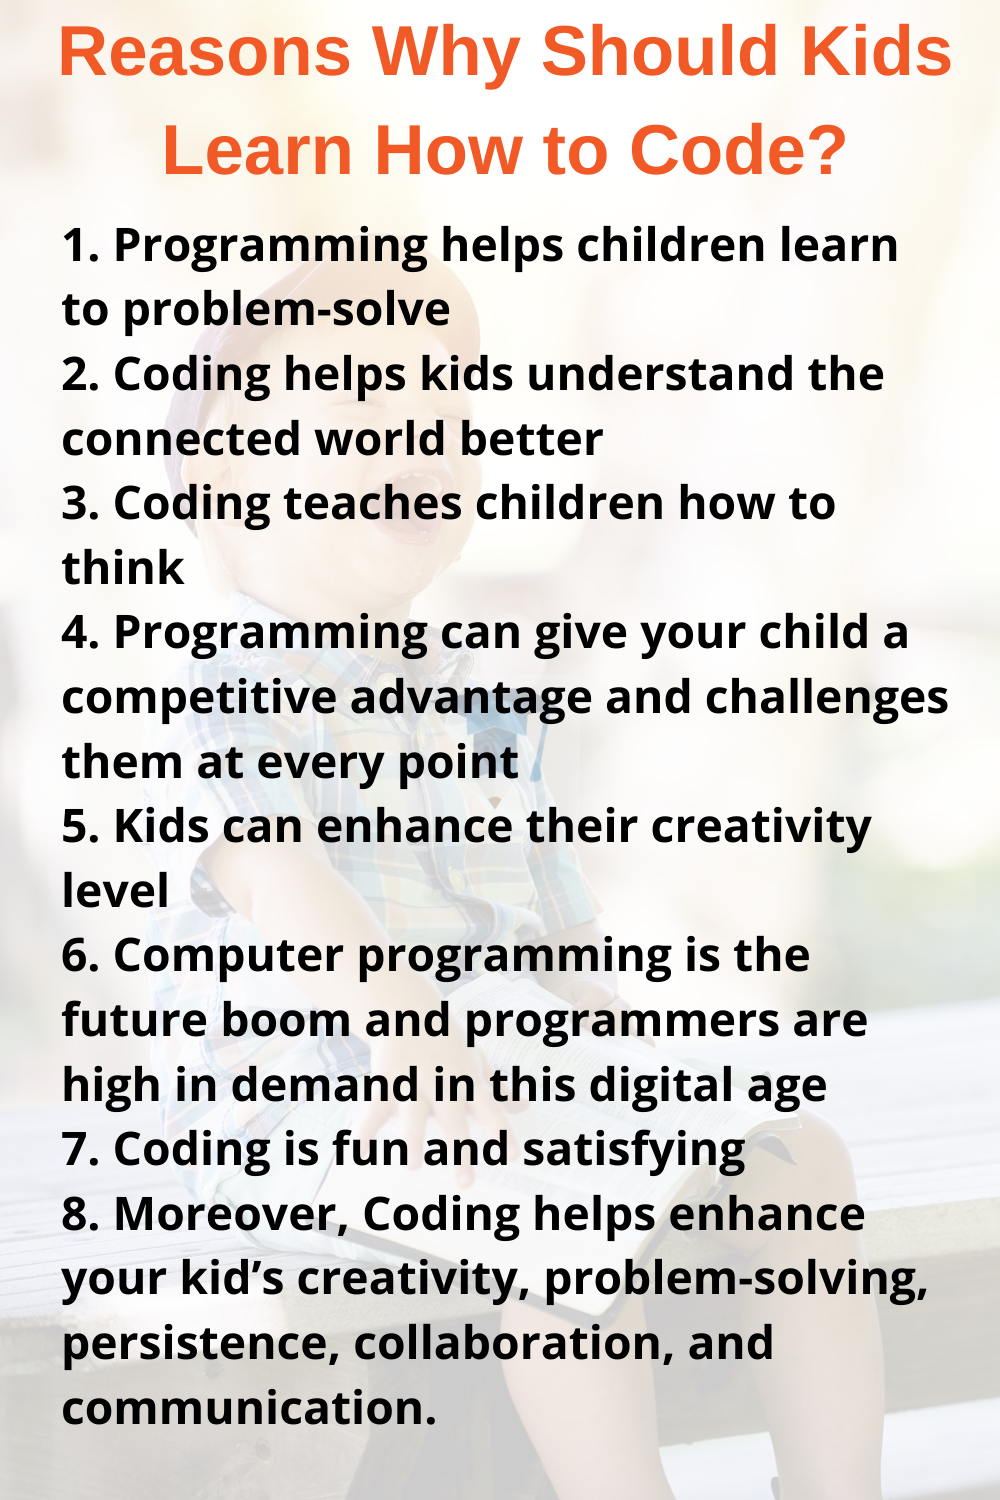 Reasons Why Should Kids
Learn How to Code?
1. Programming helps children learn
to problem-solve
2. Coding helps kids understand the
connected world better
3. Coding teaches children how to
think
4. Programming can give your child a
competitive advantage and challenges
them at every point
5. Kids can enhance their creativity
level
6. Computer programming is the
future boom and programmers are
high in demand in this digital age
7. Coding is fun and satisfying
8. Moreover, Coding helps enhance
your kid’s creativity, problem-solving,
persistence, collaboration, and
communication.